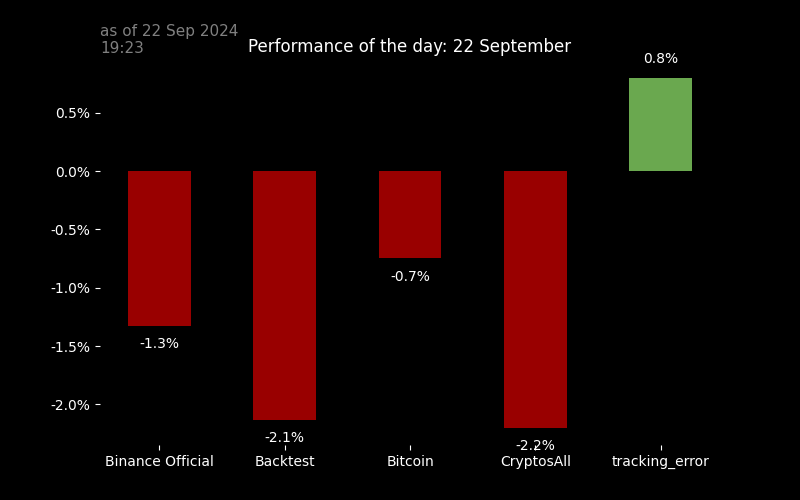 as of 22 Sep 2024
19:23
Performance of the day: 22 September
0.8%
0.5%
0.0%
-0.5%
-1.0%
-1.5%
-2.0%
-1.3%
-2.1%
-0.7%
-2.2%
Binance Official
Backtest
Bitcoin
CryptosAll
tracking_error